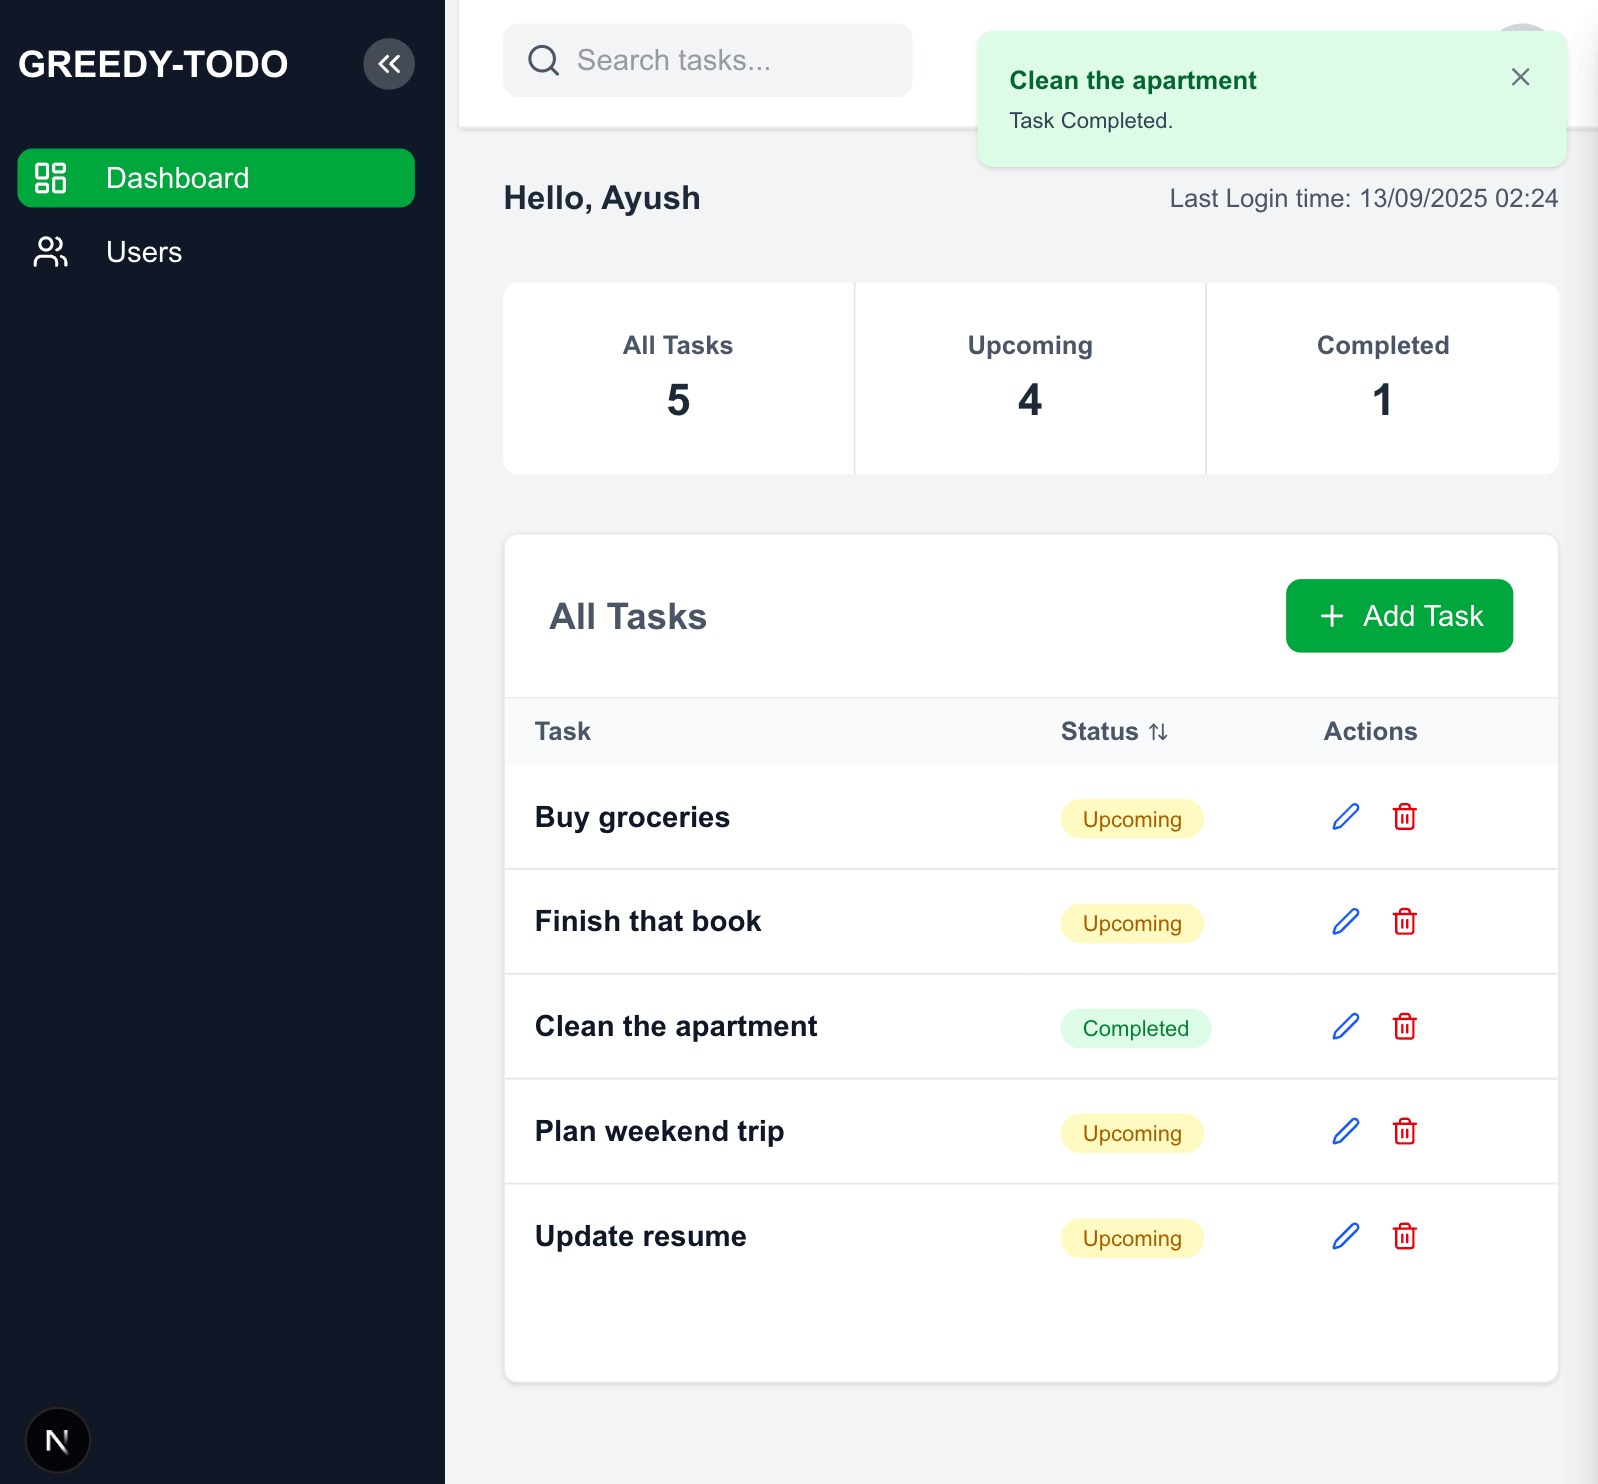 GREEDY-TODO
Dashboard
Users
N
Search tasks...
Clean the apartment
Task Completed.
Hello, Ayush
Last Login time: 13/09/2025 02:24
All Tasks
5
Upcoming
4
Completed
1
All Tasks
Add Task
Task
Status
Actions
Buy groceries
Upcoming
Finish that book
Upcoming
Clean the apartment
Completed
Plan weekend trip
Upcoming
Update resume
Upcoming